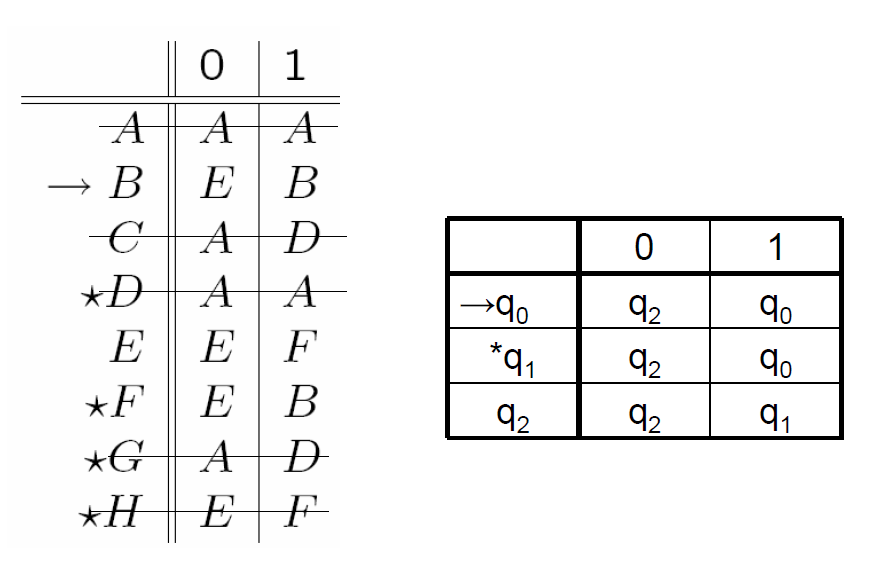 0 1
A A A
→ B E B
C A D
⋆D A A
E E F
⋆F E B
⋆G A D
⋆H E F
0 1
→q₀ q₂ q₀
*q₁ q₂ q₀
q₂ q₂ q₁